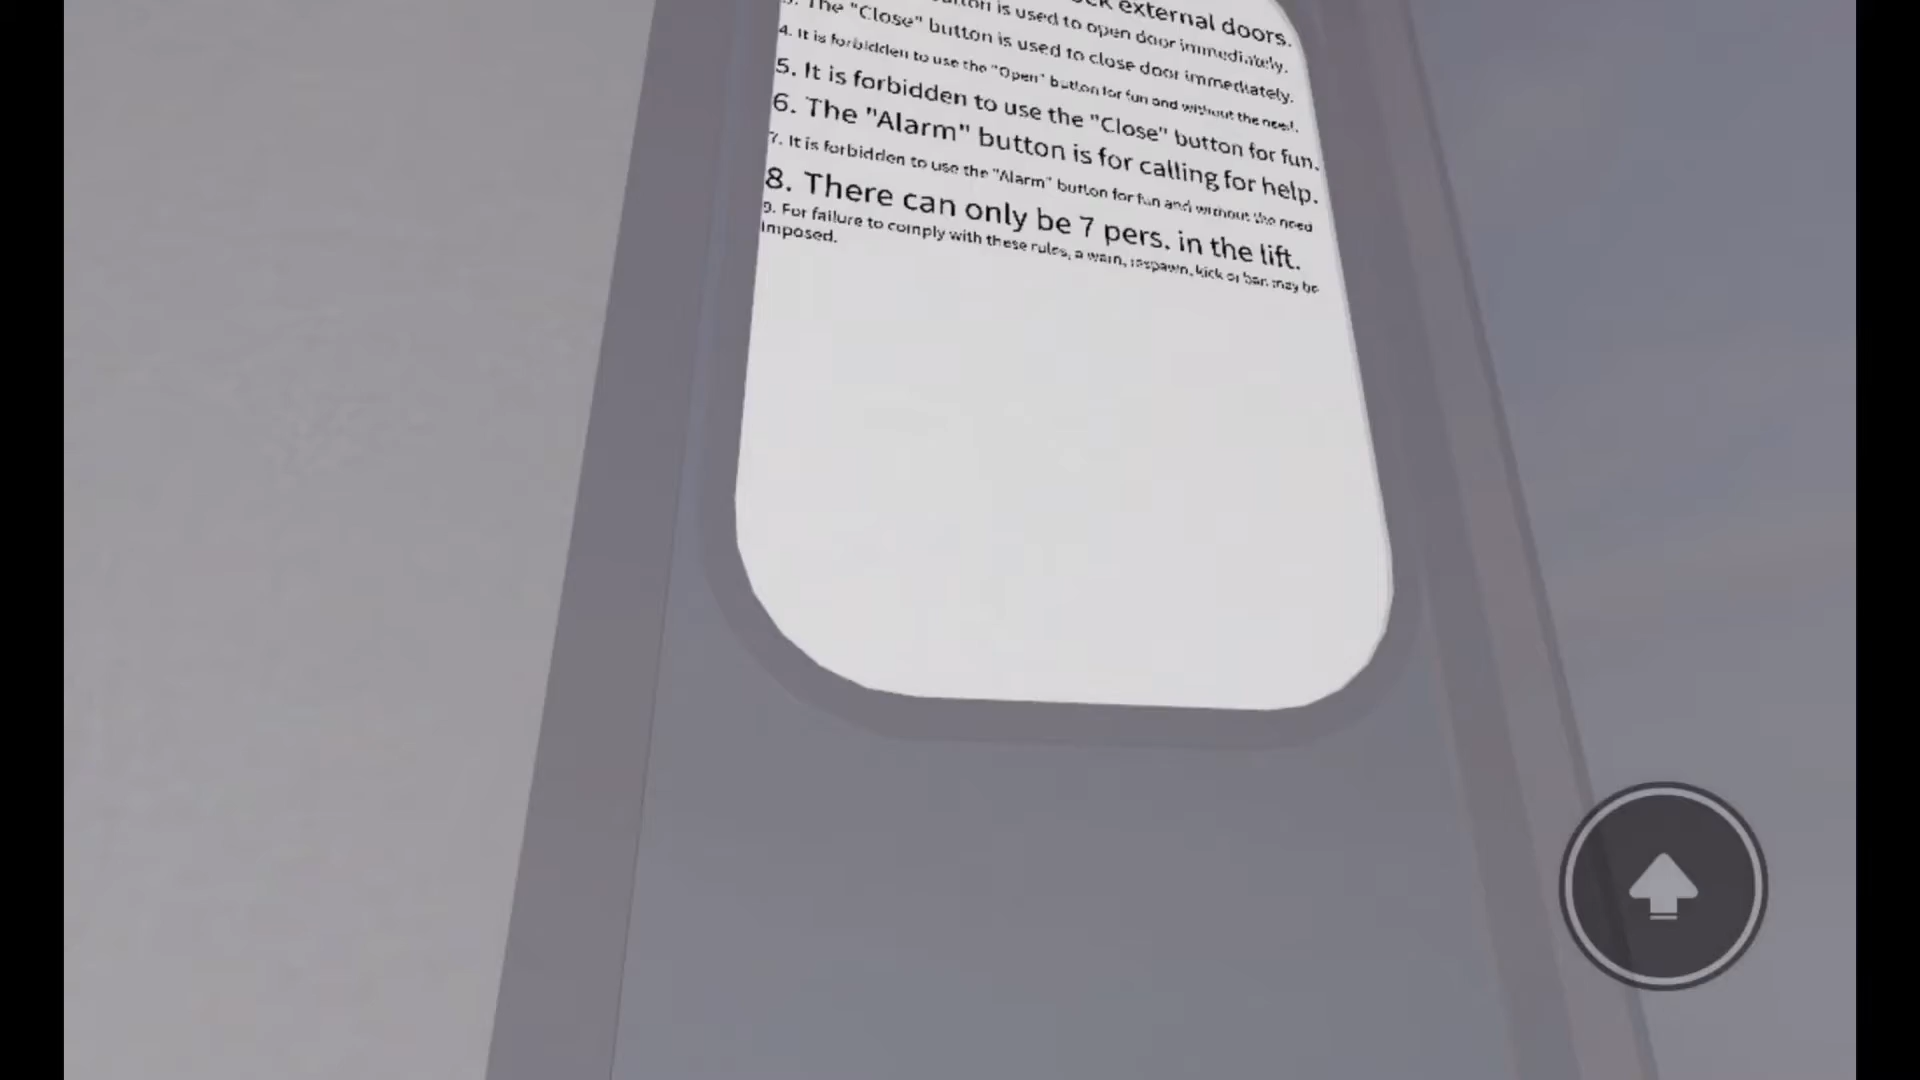 external doors.
is used to open door immediately.
The "Close" button is used to close door immediately.
4. It is forbidden to use the "Open" button for fun and without the need.
5. It is forbidden to use the "Close" button for fun.
6. The "Alarm" button is for calling for help.
7. It is forbidden to use the "Alarm" button for fun and without the need
8. There can only be 7 pers. in the lift.
9. For failure to comply with these rules, a warn, respawn, kick or ban may be
imposed.